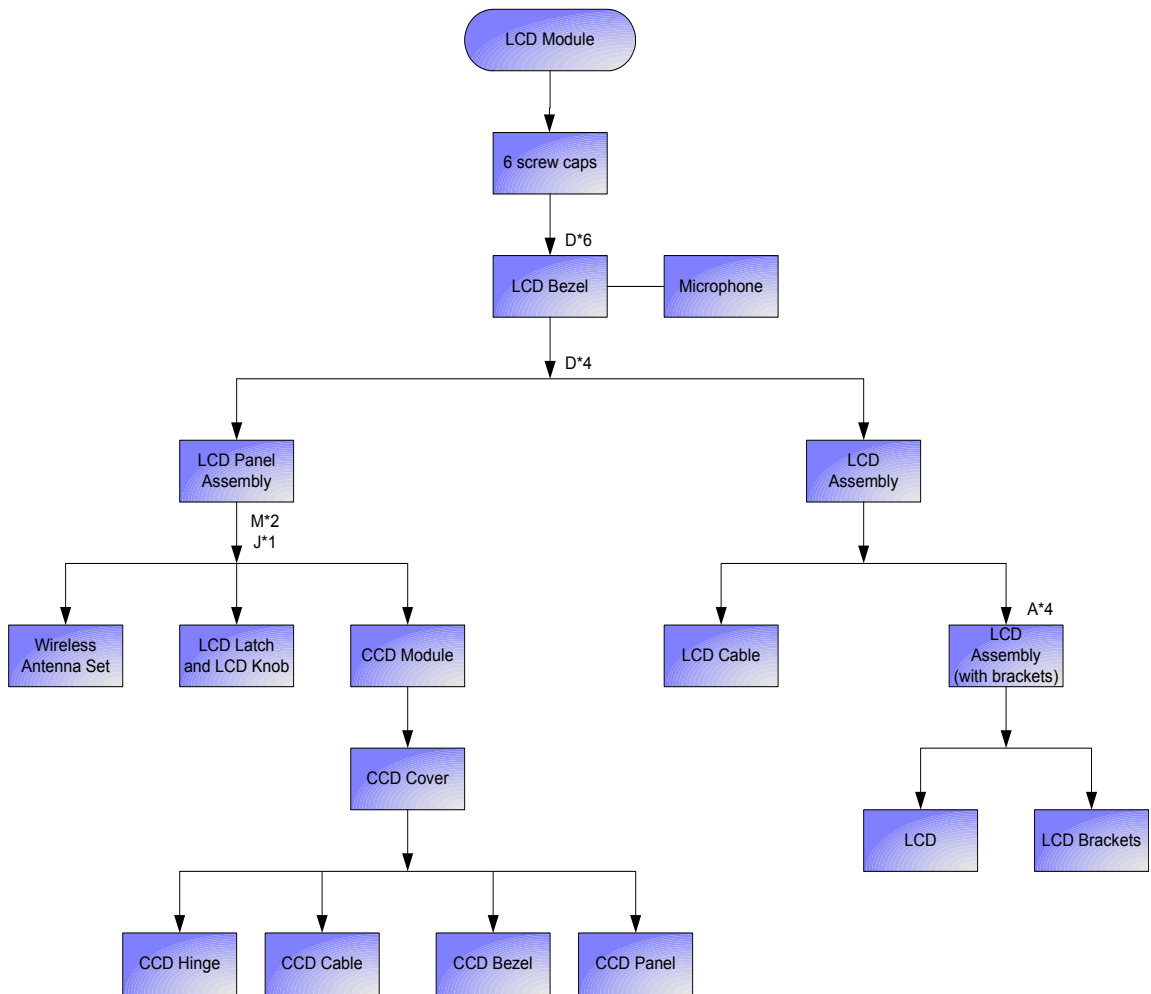 LCD Module
6 screw caps
D*6
LCD Bezel
Microphone
D*4
LCD Panel
Assembly
LCD
Assembly
M*2
J*1
A*4
Wireless
Antenna Set
LCD Latch
and LCD Knob
CCD Module
LCD Cable
LCD
Assembly
(with brackets)
CCD Cover
LCD
LCD Brackets
CCD Hinge
CCD Cable
CCD Bezel
CCD Panel